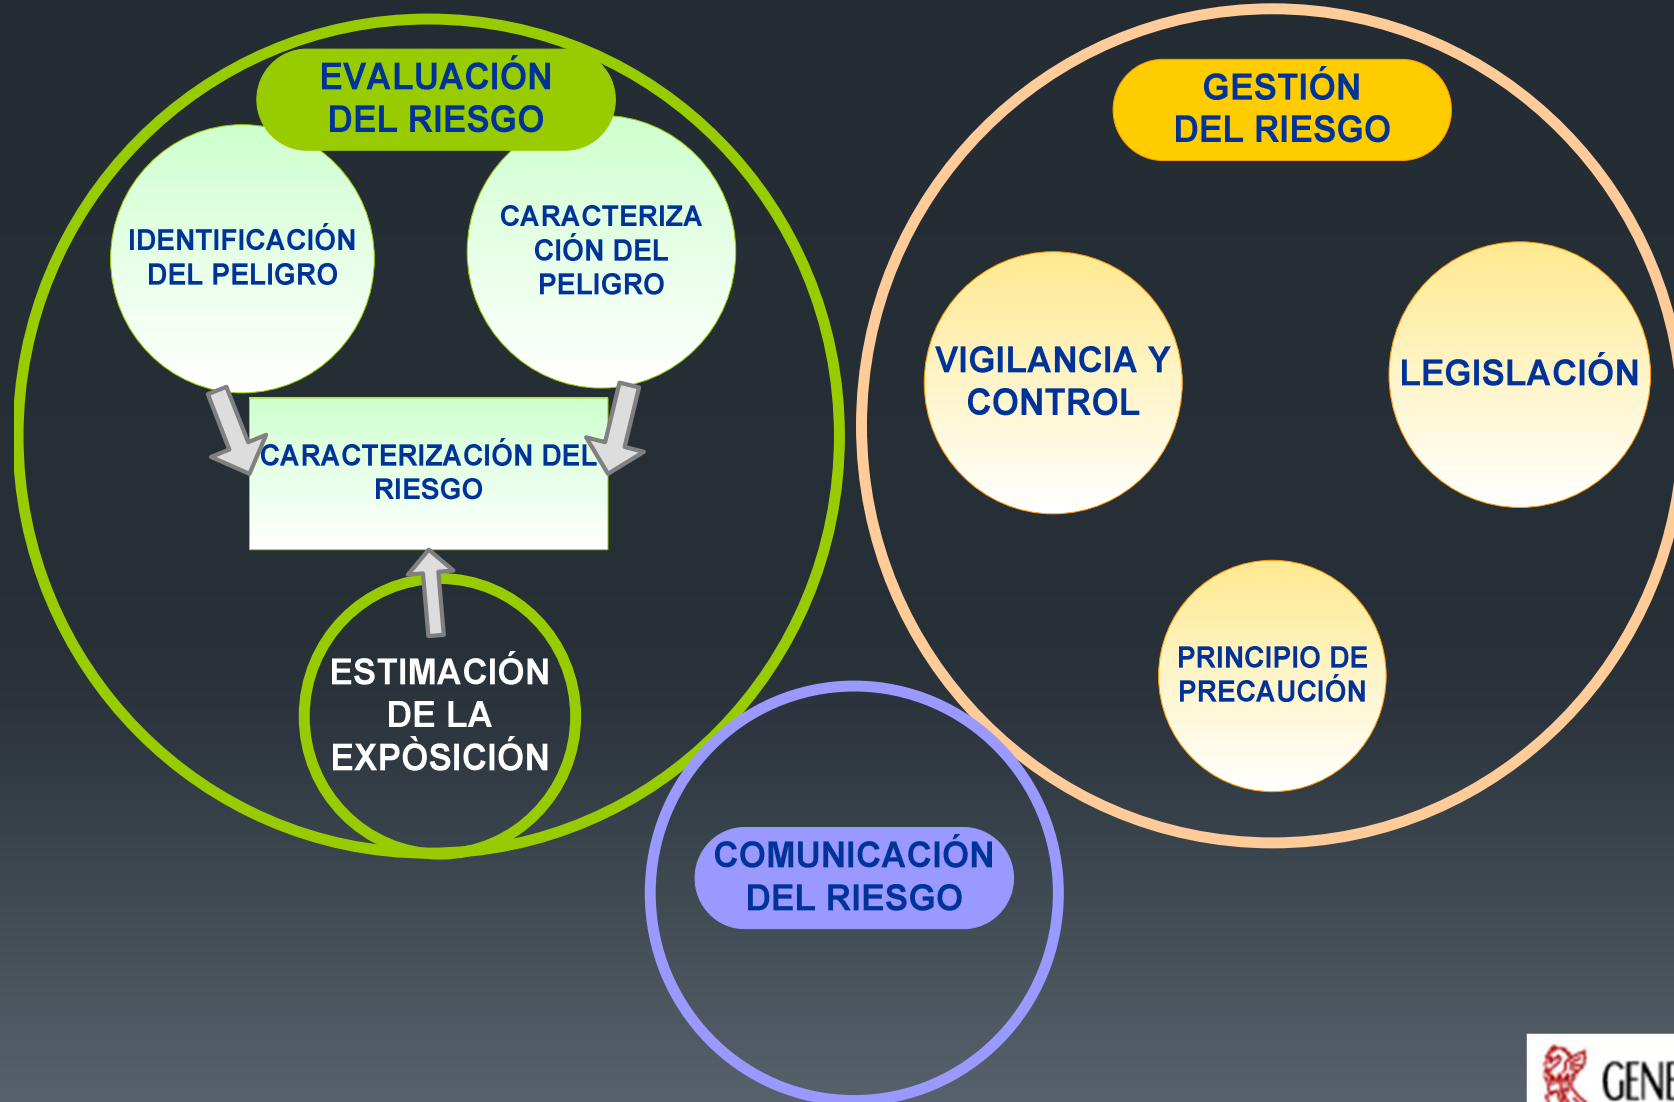 EVALUACIÓN
DEL RIESGO
IDENTIFICACIÓN
DEL PELIGRO
CARACTERIZA
CIÓN DEL
PELIGRO
CARACTERIZACIÓN DEL
RIESGO
ESTIMACIÓN
DE LA
EXPÒSICIÓN
GESTIÓN
DEL RIESGO
VIGILANCIA Y
CONTROL
LEGISLACIÓN
PRINCIPIO DE
PRECAUCIÓN
COMUNICACIÓN
DEL RIESGO
GENE